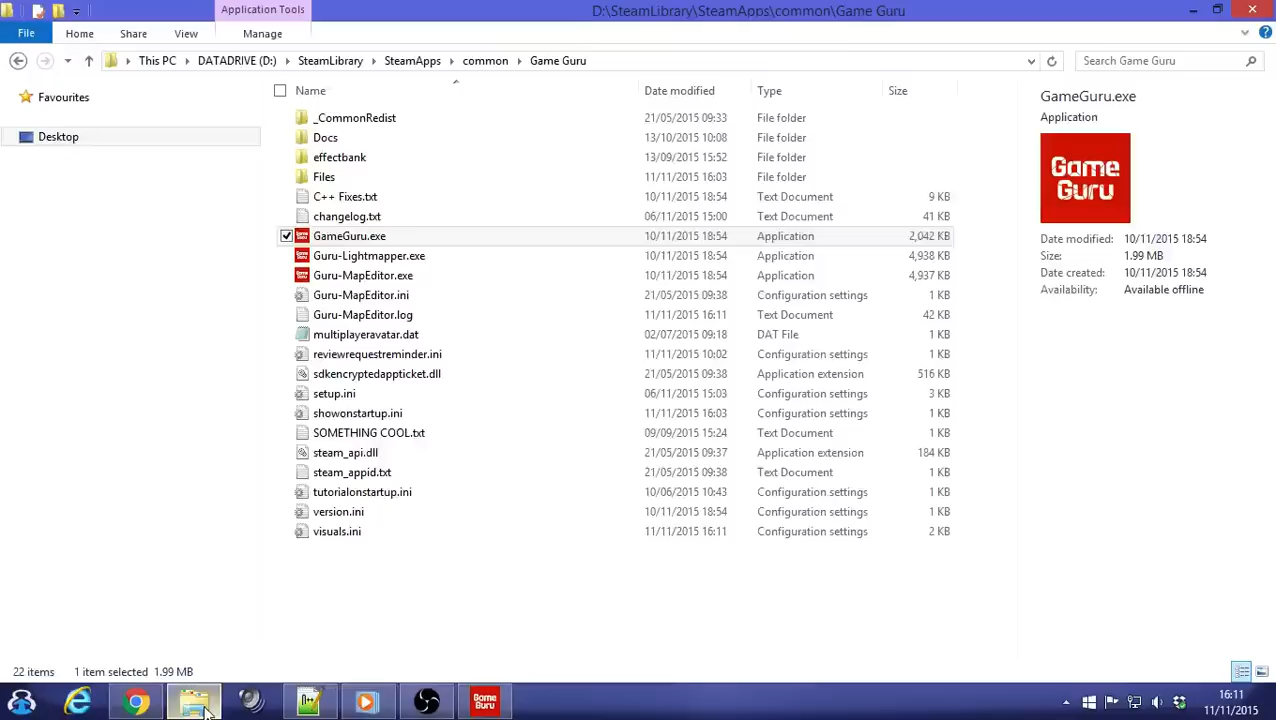 Application Tools
D:\SteamLibrary\SteamApps\common\Game Guru
File Home Share View Manage
This PC DATADRIVE (D:) SteamLibrary SteamApps common Game Guru
Search Game Guru
Favourites
Desktop
Name Date modified Type Size
_CommonRedist 21/05/2015 09:33 File folder
Docs 13/10/2015 10:08 File folder
effectbank 13/09/2015 15:52 File folder
Files 11/11/2015 16:03 File folder
C++ Fixes.txt 10/11/2015 18:54 Text Document 9 KB
changelog.txt 06/11/2015 15:00 Text Document 41 KB
GameGuru.exe 10/11/2015 18:54 Application 2,042 KB
Guru-Lightmapper.exe 10/11/2015 18:54 Application 4,938 KB
Guru-MapEditor.exe 10/11/2015 18:54 Application 4,937 KB
Guru-MapEditor.ini 21/05/2015 09:38 Configuration settings 1 KB
Guru-MapEditor.log 11/11/2015 16:11 Text Document 42 KB
multiplayeravatar.dat 02/07/2015 09:18 DAT File 1 KB
reviewrequestreminder.ini 11/11/2015 10:02 Configuration settings 1 KB
sdkencryptedappticket.dll 21/05/2015 09:38 Application extension 516 KB
setup.ini 06/11/2015 15:03 Configuration settings 3 KB
showonstartup.ini 11/11/2015 16:03 Configuration settings 1 KB
SOMETHING COOL.txt 09/09/2015 15:24 Text Document 1 KB
steam_api.dll 21/05/2015 09:37 Application extension 184 KB
steam_appid.txt 21/05/2015 09:38 Text Document 1 KB
tutorialonstartup.ini 10/06/2015 10:43 Configuration settings 1 KB
version.ini 10/11/2015 18:54 Configuration settings 1 KB
visuals.ini 11/11/2015 16:11 Configuration settings 2 KB
GameGuru.exe
Application
Game
Guru
Date modified: 10/11/2015 18:54
Size: 1.99 MB
Date created: 10/11/2015 18:54
Availability: Available offline
22 items 1 item selected 1.99 MB
Game
Guru
16:11
11/11/2015